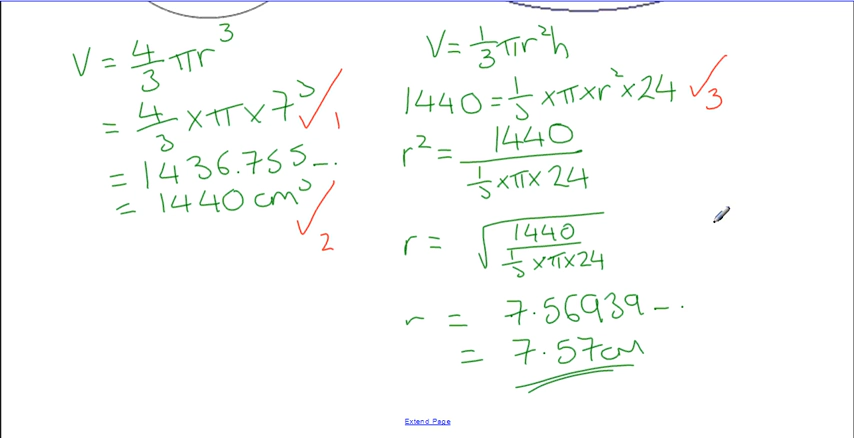 V = 4/3 πr³
= 4/3 × π × 7³ ✓1
= 1436.755...
= 1440 cm³ ✓2
V = 1/3 πr²h
1440 = 1/3 × π × r² × 24 ✓3
r² = 1440 / (1/3 × π × 24)
r = √(1440 / (1/3 × π × 24))
r = 7.56939...
= 7.57cm
Extend Page